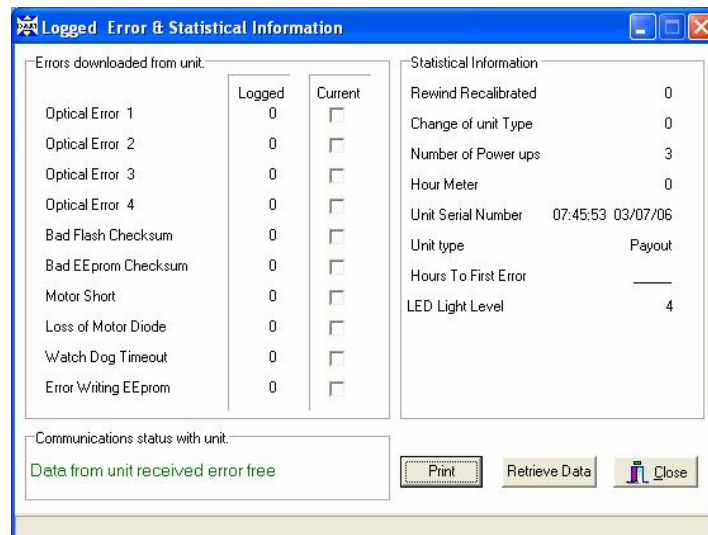 DART
Logged Error & Statistical Information
Errors downloaded from unit.
Logged Current
Optical Error 1 0
Optical Error 2 0
Optical Error 3 0
Optical Error 4 0
Bad Flash Checksum 0
Bad EEprom Checksum 0
Motor Short 0
Loss of Motor Diode 0
Watch Dog Timeout 0
Error Writing EEprom 0
Statistical Information
Rewind Recalibrated 0
Change of unit Type 0
Number of Power ups 3
Hour Meter 0
Unit Serial Number 07:45:53 03/07/06
Unit type Payout
Hours To First Error ____
LED Light Level 4
Communications status with unit.
Data from unit received error free
Print
Retrieve Data
Close